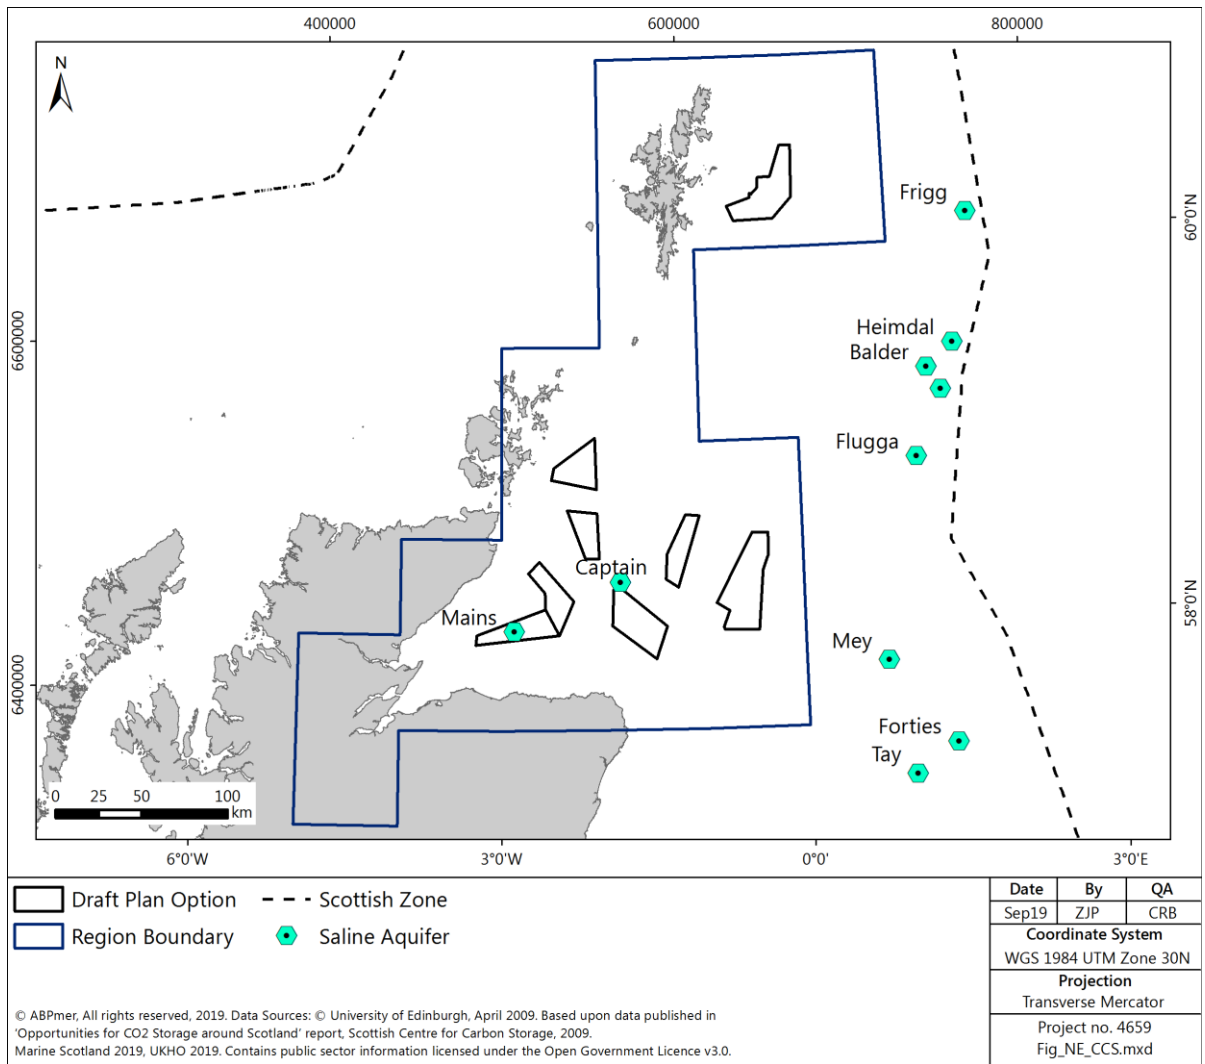 400000 600000 800000
N
Frigg
60°0'N
6600000
Heimdal
Balder
Flugga
Captain
58°0'N
Mains
Mey
6400000
Forties
Tay
0 25 50 100
km
6°0'W 3°0'W 0°0' 3°0'E
Draft Plan Option Scottish Zone
Region Boundary Saline Aquifer
Date By QA
Sep19 ZJP CRB
Coordinate System
WGS 1984 UTM Zone 30N
Projection
Transverse Mercator
Project no. 4659
Fig_NE_CCS.mxd
© ABPmer, All rights reserved, 2019. Data Sources: © University of Edinburgh, April 2009. Based upon data published in
'Opportunities for CO2 Storage around Scotland' report, Scottish Centre for Carbon Storage, 2009.
Marine Scotland 2019, UKHO 2019. Contains public sector information licensed under the Open Government Licence v3.0.